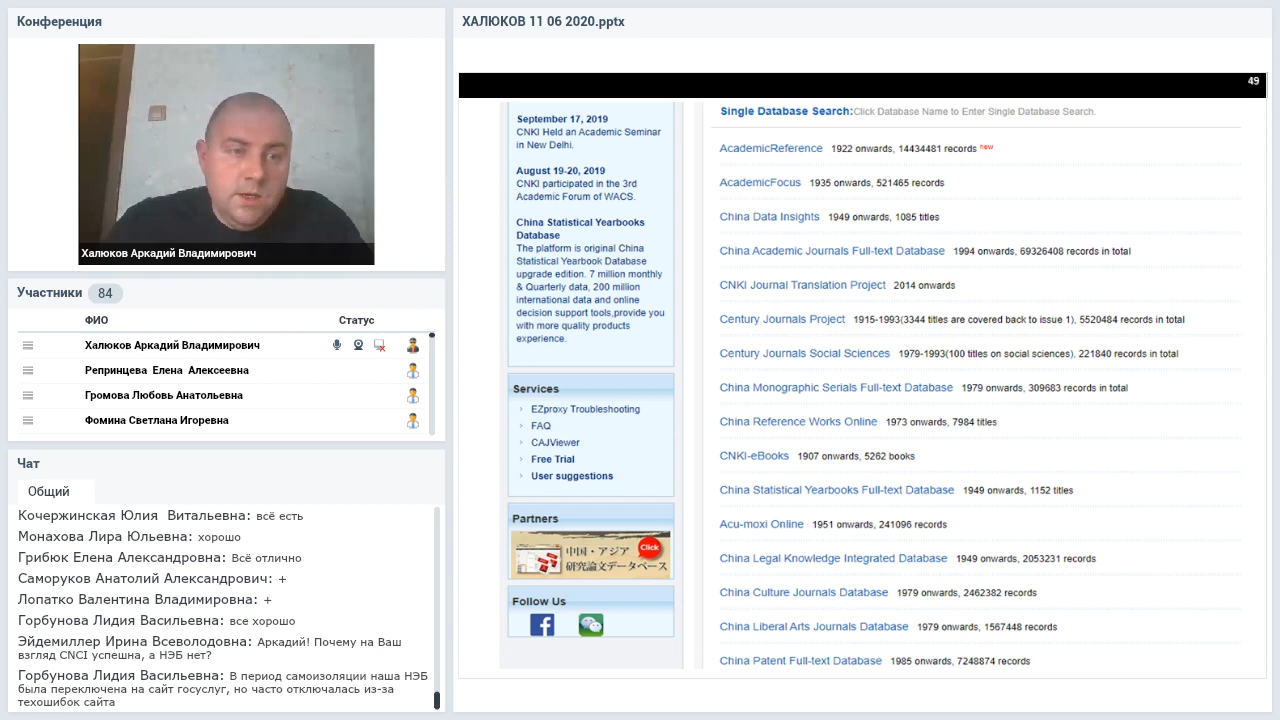 Конференция
Халюков Аркадий Владимирович
Участники 84
ФИО Статус
Халюков Аркадий Владимирович
Репринцева Елена Алексеевна
Громова Любовь Анатольевна
Фомина Светлана Игоревна
Чат
Общий
Кочержинская Юлия Витальевна: всё есть
Монахова Лира Юльевна: хорошо
Грибюк Елена Александровна: Всё отлично
Саморуков Анатолий Александрович: +
Лопатко Валентина Владимировна: +
Горбунова Лидия Васильевна: все хорошо
Эйдемиллер Ирина Всеволодовна: Аркадий! Почему на Ваш
взгляд CNCI успешна, а НЭБ нет?
Горбунова Лидия Васильевна: В период самоизоляции наша НЭБ
была переключена на сайт госуслуг, но часто отключалась из-за
техошибок сайта
ХАЛЮКОВ 11 06 2020.pptx
49
September 17, 2019
CNKI Held an Academic Seminar
in New Delhi.
August 19-20, 2019
CNKI participated in the 3rd
Academic Forum of WACS.
China Statistical Yearbooks
Database
The platform is original China
Statistical Yearbook Database
upgrade edition. 7 million monthly
& Quarterly data, 200 million
international data and online
decision support tools,provide you
with more quality products
experience.
Services
EZproxy Troubleshooting
FAQ
CAJViewer
Free Trial
User suggestions
Partners
中国・アジア
研究論文データベース
Click
Follow Us
Single Database Search:Click Database Name to Enter Single Database Search.
AcademicReference 1922 onwards, 14434481 records new
AcademicFocus 1935 onwards, 521465 records
China Data Insights 1949 onwards, 1085 titles
China Academic Journals Full-text Database 1994 onwards, 69326408 records in total
CNKI Journal Translation Project 2014 onwards
Century Journals Project 1915-1993(3344 titles are covered back to issue 1), 5520484 records in total
Century Journals Social Sciences 1979-1993(100 titles on social sciences), 221840 records in total
China Monographic Serials Full-text Database 1979 onwards, 309683 records in total
China Reference Works Online 1973 onwards, 7984 titles
CNKI-eBooks 1907 onwards, 5262 books
China Statistical Yearbooks Full-text Database 1949 onwards, 1152 titles
Acu-moxi Online 1951 onwards, 241096 records
China Legal Knowledge Integrated Database 1949 onwards, 2053231 records
China Culture Journals Database 1979 onwards, 2462382 records
China Liberal Arts Journals Database 1979 onwards, 1567448 records
China Patent Full-text Database 1985 onwards, 7248874 records